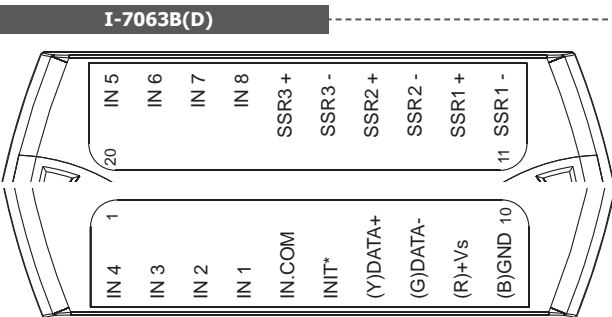 I-7063B(D)
IN 5
IN 6
IN 7
IN 8
SSR3 +
SSR3 -
SSR2 +
SSR2 -
SSR1 +
SSR1 -
20
11
1
10
IN 4
IN 3
IN 2
IN 1
IN.COM
INIT*
(Y)DATA+
(G)DATA-
(R)+Vs
(B)GND